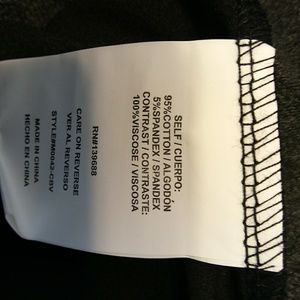 SELF / CUERPO:
95%COTTON / ALGODÓN
5%SPANDEX / SPANDEX
CONTRAST / CONTRASTE:
100%VISCOSE / VISCOSA
RN#139688
CARE ON REVERSE
VER AL REVERSO
STYLE#M0042-CBV
MADE IN CHINA
HECHO EN CHINA